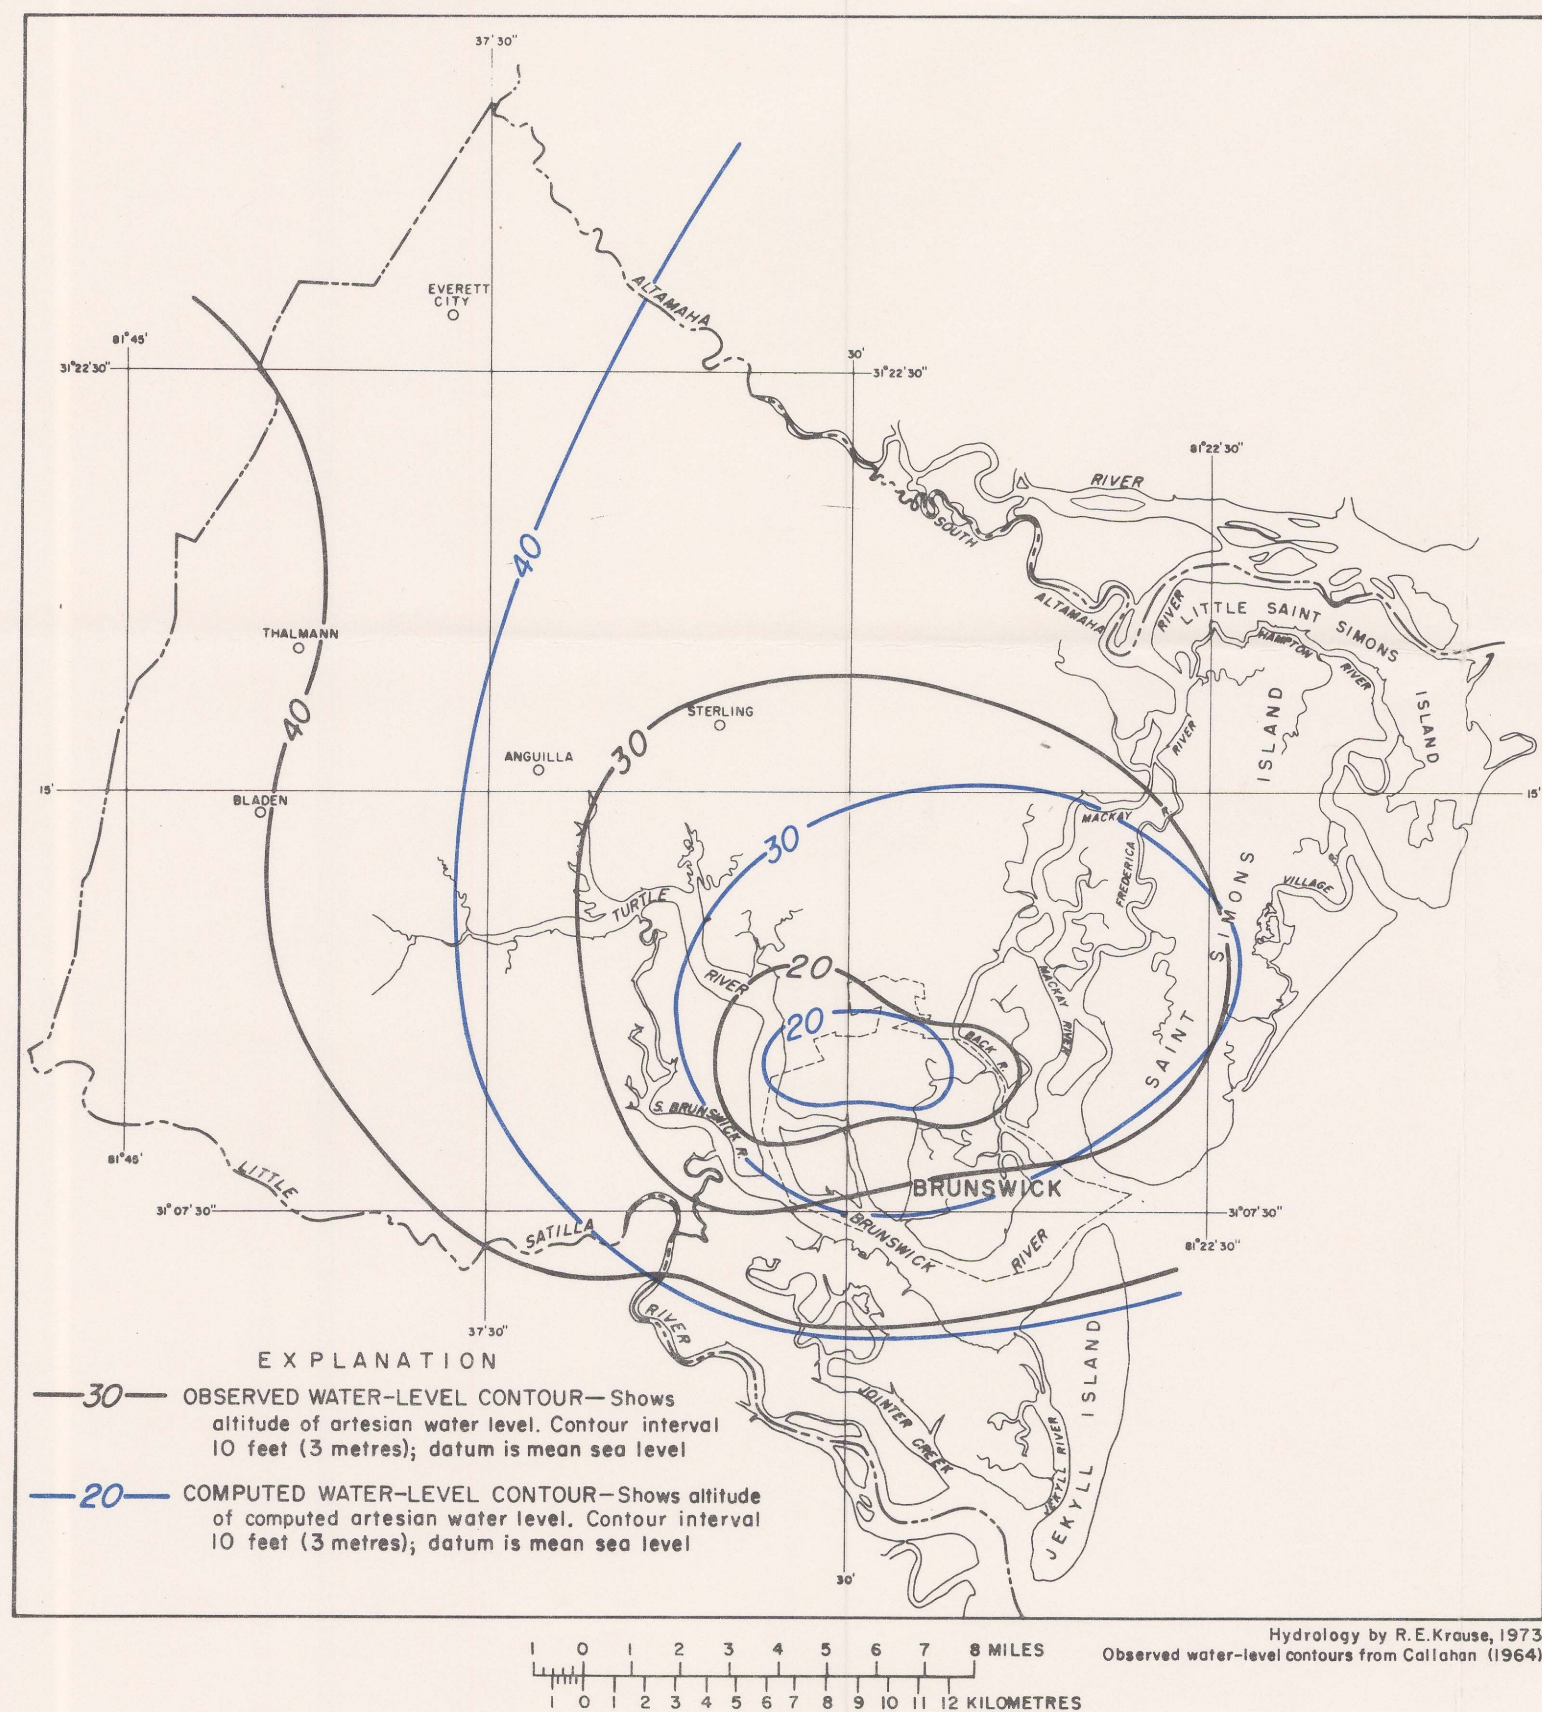 37'30"
EVERETT
CITY
ALTAMAHA
81°45'
31°22'30"
30'
31°22'30"
81°22'30"
RIVER
SOUTH
40
ALTAMAHA
RIVER
LITTLE SAINT SIMONS
HAMPTON
RIVER
ISLAND
ISLAND
THALMANN
40
STERLING
30
RIVER
ANGUILLA
15'
15'
BLADEN
MACKAY
30
FREDERICA
VILLAGE R.
TURTLE
RIVER
20
20
MACKAY
RIVER
BACK R.
SAINT SIMONS
S. BRUNSWICK R.
81°45'
LITTLE
BRUNSWICK
31°07'30"
31°07'30"
SATILLA
BRUNSWICK
RIVER
81°22'30"
RIVER
37'30"
JOINTER CREEK
JEKYLL RIVER
JEKYLL ISLAND
30'
EXPLANATION
30 OBSERVED WATER-LEVEL CONTOUR—Shows
altitude of artesian water level. Contour interval
10 feet (3 metres); datum is mean sea level
20 COMPUTED WATER-LEVEL CONTOUR—Shows altitude
of computed artesian water level. Contour interval
10 feet (3 metres); datum is mean sea level
Hydrology by R.E.Krause, 1973
Observed water-level contours from Callahan (1964)
1 0 1 2 3 4 5 6 7 8 MILES
1 0 1 2 3 4 5 6 7 8 9 10 11 12 KILOMETRES